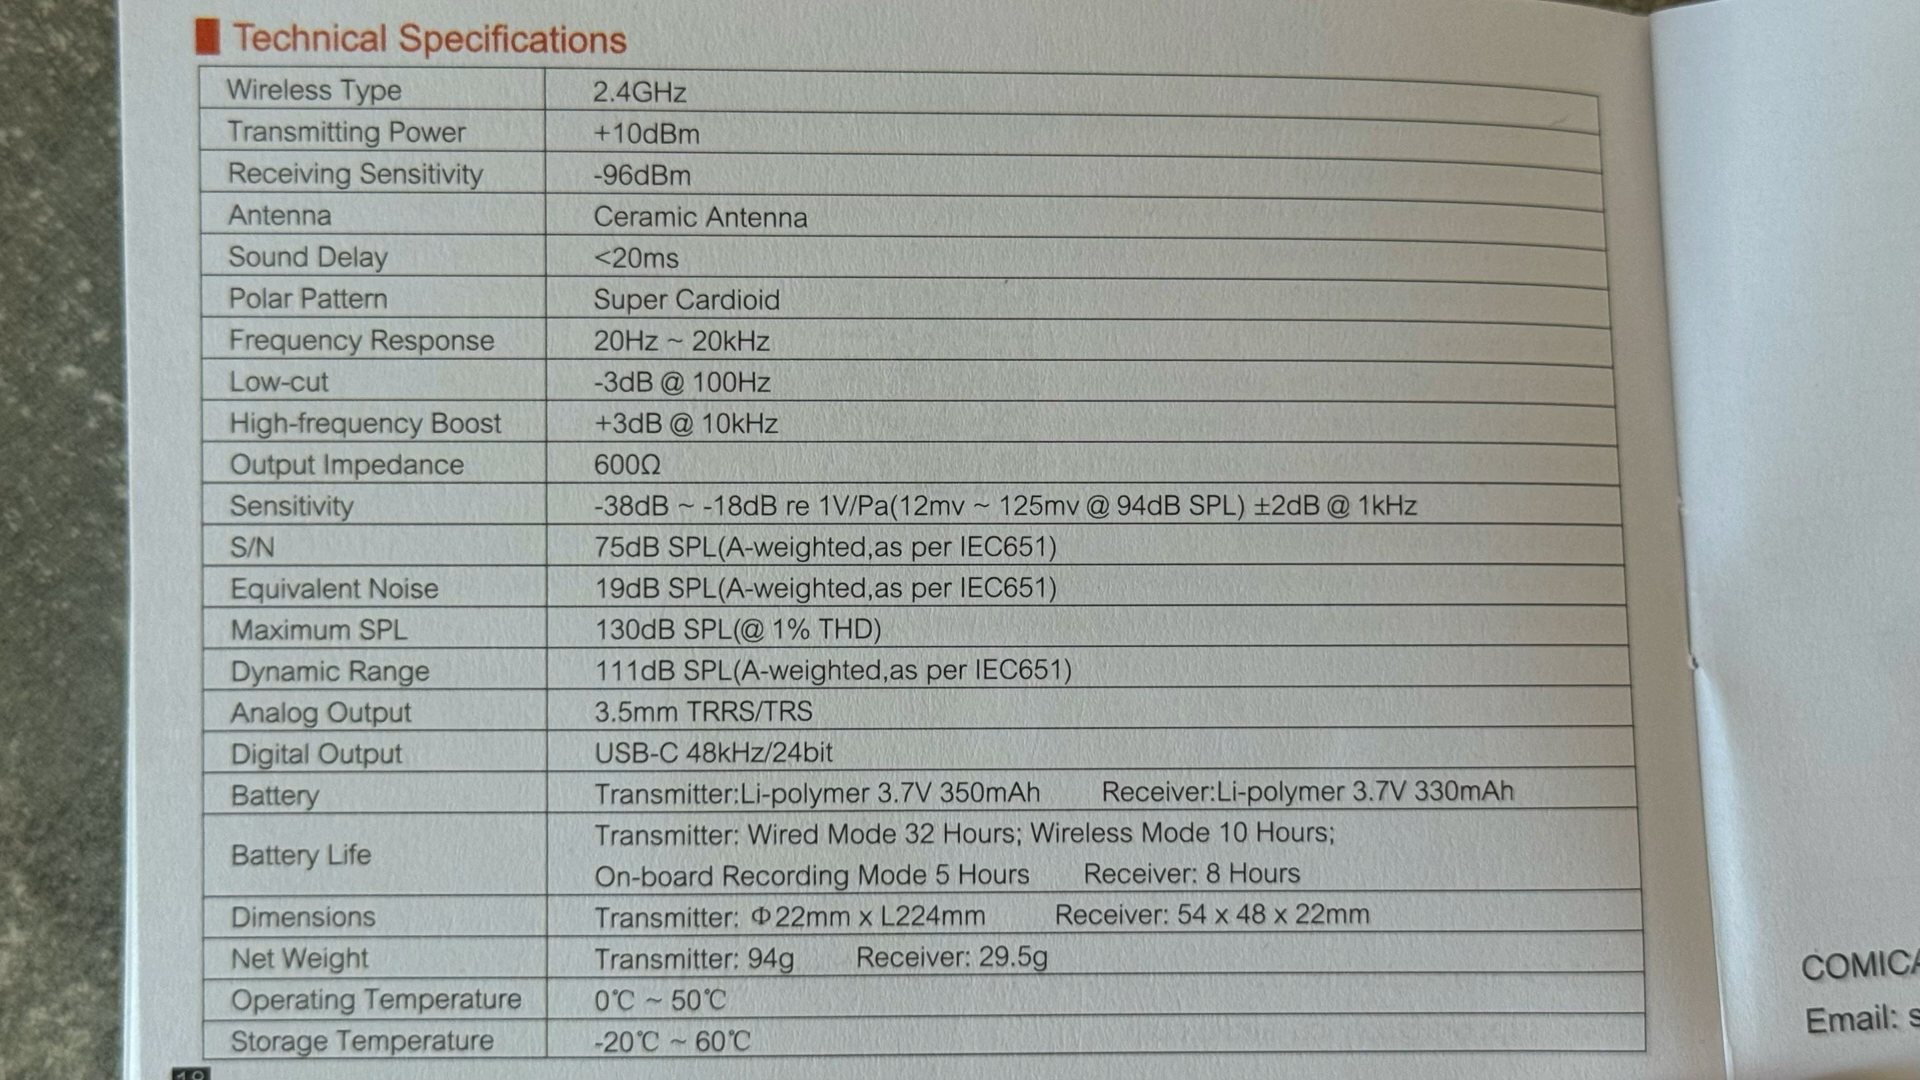 Technical Specifications
Wireless Type 2.4GHz
Transmitting Power +10dBm
Receiving Sensitivity -96dBm
Antenna Ceramic Antenna
Sound Delay <20ms
Polar Pattern Super Cardioid
Frequency Response 20Hz ~ 20kHz
Low-cut -3dB @ 100Hz
High-frequency Boost +3dB @ 10kHz
Output Impedance 600Ω
Sensitivity -38dB ~ -18dB re 1V/Pa(12mv ~ 125mv @ 94dB SPL) ±2dB @ 1kHz
S/N 75dB SPL(A-weighted,as per IEC651)
Equivalent Noise 19dB SPL(A-weighted,as per IEC651)
Maximum SPL 130dB SPL(@ 1% THD)
Dynamic Range 111dB SPL(A-weighted,as per IEC651)
Analog Output 3.5mm TRRS/TRS
Digital Output USB-C 48kHz/24bit
Battery Transmitter:Li-polymer 3.7V 350mAh Receiver:Li-polymer 3.7V 330mAh
Battery Life Transmitter: Wired Mode 32 Hours; Wireless Mode 10 Hours;
On-board Recording Mode 5 Hours Receiver: 8 Hours
Dimensions Transmitter: Φ22mm x L224mm Receiver: 54 x 48 x 22mm
Net Weight Transmitter: 94g Receiver: 29.5g
Operating Temperature 0℃ ~ 50℃
Storage Temperature -20℃ ~ 60℃
COMICA
Email: